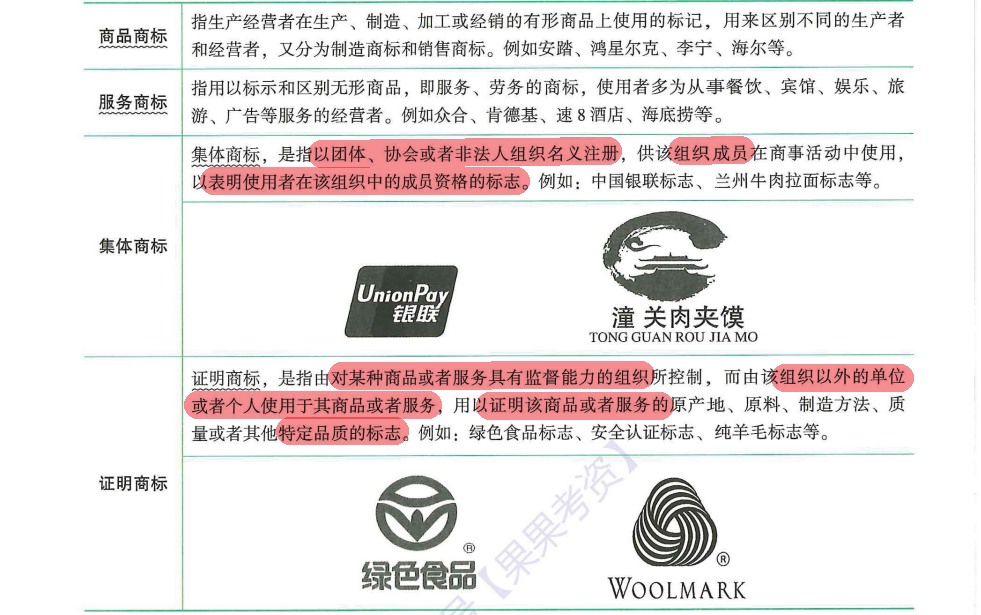 商品商标
指生产经营者在生产、制造、加工或经销的有形商品上使用的标记，用来区别不同的生产者
和经营者，又分为制造商标和销售商标。例如安踏、鸿星尔克、李宁、海尔等。
服务商标
指用以标示和区别无形商品，即服务、劳务的商标，使用者多为从事餐饮、宾馆、娱乐、旅
游、广告等服务的经营者。例如众合、肯德基、速8酒店、海底捞等。
集体商标
集体商标，是指以团体、协会或者非法人组织名义注册，供该组织成员在商事活动中使用，
以表明使用者在该组织中的成员资格的标志。例如：中国银联标志、兰州牛肉拉面标志等。
UnionPay
银联
潼关肉夹馍
TONG GUAN ROU JIA MO
证明商标
证明商标，是指由对某种商品或者服务具有监督能力的组织所控制，而由该组织以外的单位
或者个人使用于其商品或者服务，用以证明该商品或者服务的原产地、原料、制造方法、质
量或者其他特定品质的标志。例如：绿色食品标志、安全认证标志、纯羊毛标志等。
®
绿色食品
®
WOOLMARK
号【果果考资】